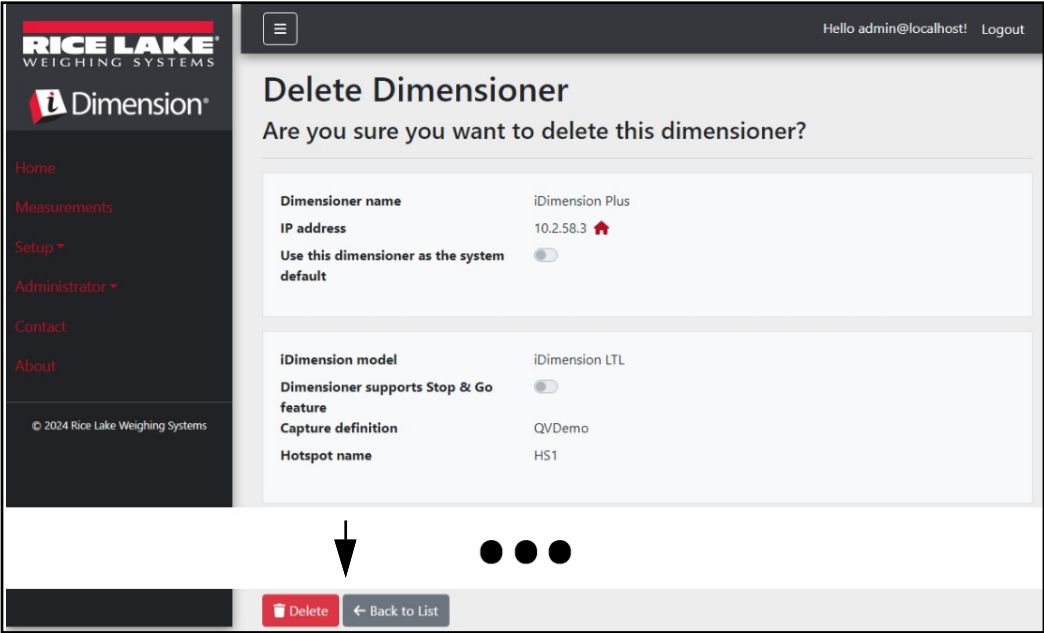 RICE LAKE®
WEIGHING SYSTEMS
i Dimension®
Home
Measurements
Setup
Administrator
Contact
About
© 2024 Rice Lake Weighing Systems
Hello admin@localhost! Logout
Delete Dimensioner
Are you sure you want to delete this dimensioner?
Dimensioner name iDimension Plus
IP address 10.2.58.3
Use this dimensioner as the system
default
iDimension model iDimension LTL
Dimensioner supports Stop & Go
feature
Capture definition QVDemo
Hotspot name HS1
Delete ← Back to List